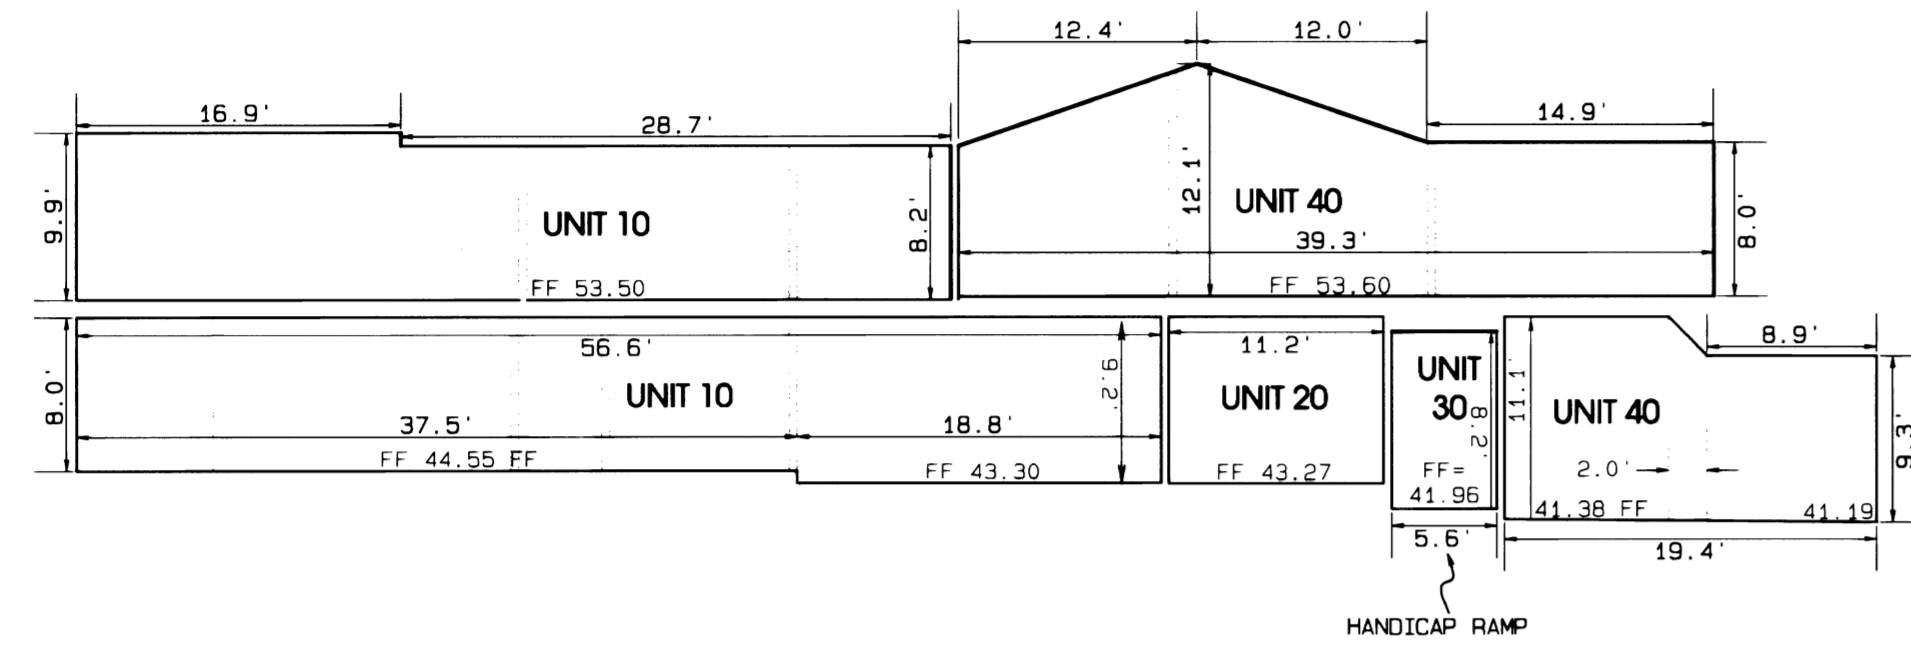 12.4' 12.0'
16.9' 28.7' 14.9'
9.9' UNIT 10 8.2' 12.1' UNIT 40 8.0'
39.3'
FF 53.50 FF 53.60
56.6' 11.2' 8.9'
8.0' UNIT 10 9.2' UNIT 20 UNIT
30 8.2' 11.1' UNIT 40 9.3'
37.5' 18.8'
FF 44.55 FF FF 43.30 FF 43.27 FF= 2.0'
41.96 41.38 FF 41.19
5.6' 19.4'
HANDICAP RAMP